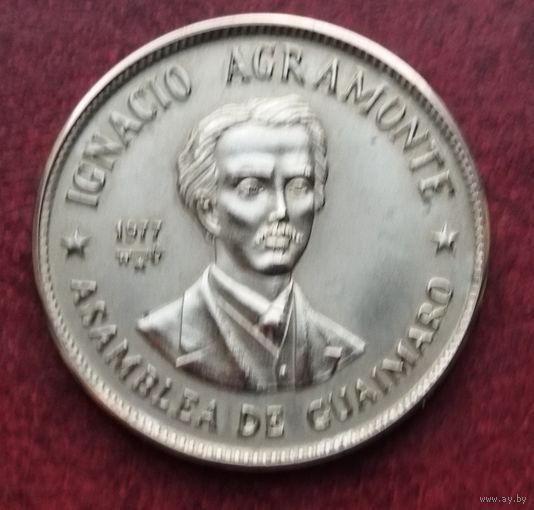 IGNACIO AGRAMONTE
1977
ASAMBLEA DE GUAIMARO
www.ay.by